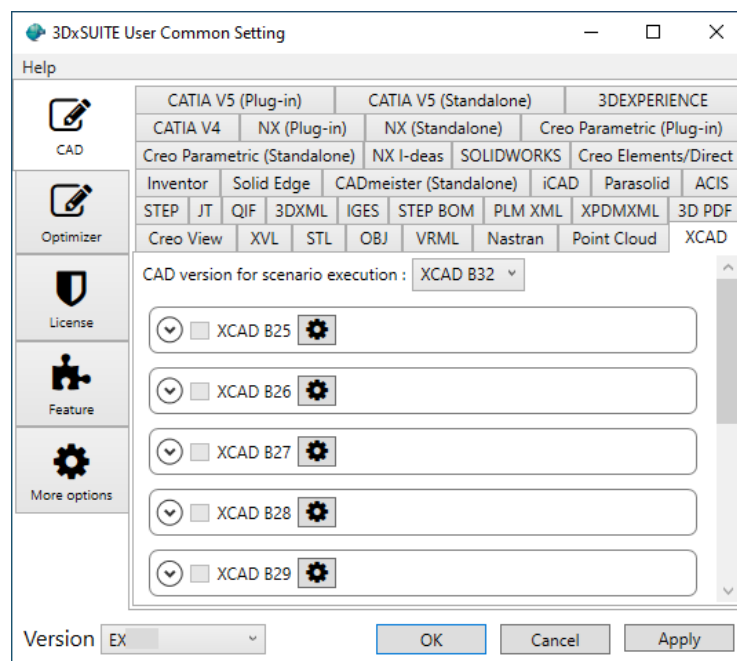 3DxSUITE User Common Setting
Help
CAD
Optimizer
License
Feature
More options
CATIA V5 (Plug-in) CATIA V5 (Standalone) 3DEXPERIENCE
CATIA V4 NX (Plug-in) NX (Standalone) Creo Parametric (Plug-in)
Creo Parametric (Standalone) NX I-deas SOLIDWORKS Creo Elements/Direct
Inventor Solid Edge CADmeister (Standalone) iCAD Parasolid ACIS
STEP JT QIF 3DXML IGES STEP BOM PLM XML XPDMXML 3D PDF
Creo View XVL STL OBJ VRML Nastran Point Cloud XCAD
CAD version for scenario execution : XCAD B32
XCAD B25
XCAD B26
XCAD B27
XCAD B28
XCAD B29
Version EX OK Cancel Apply